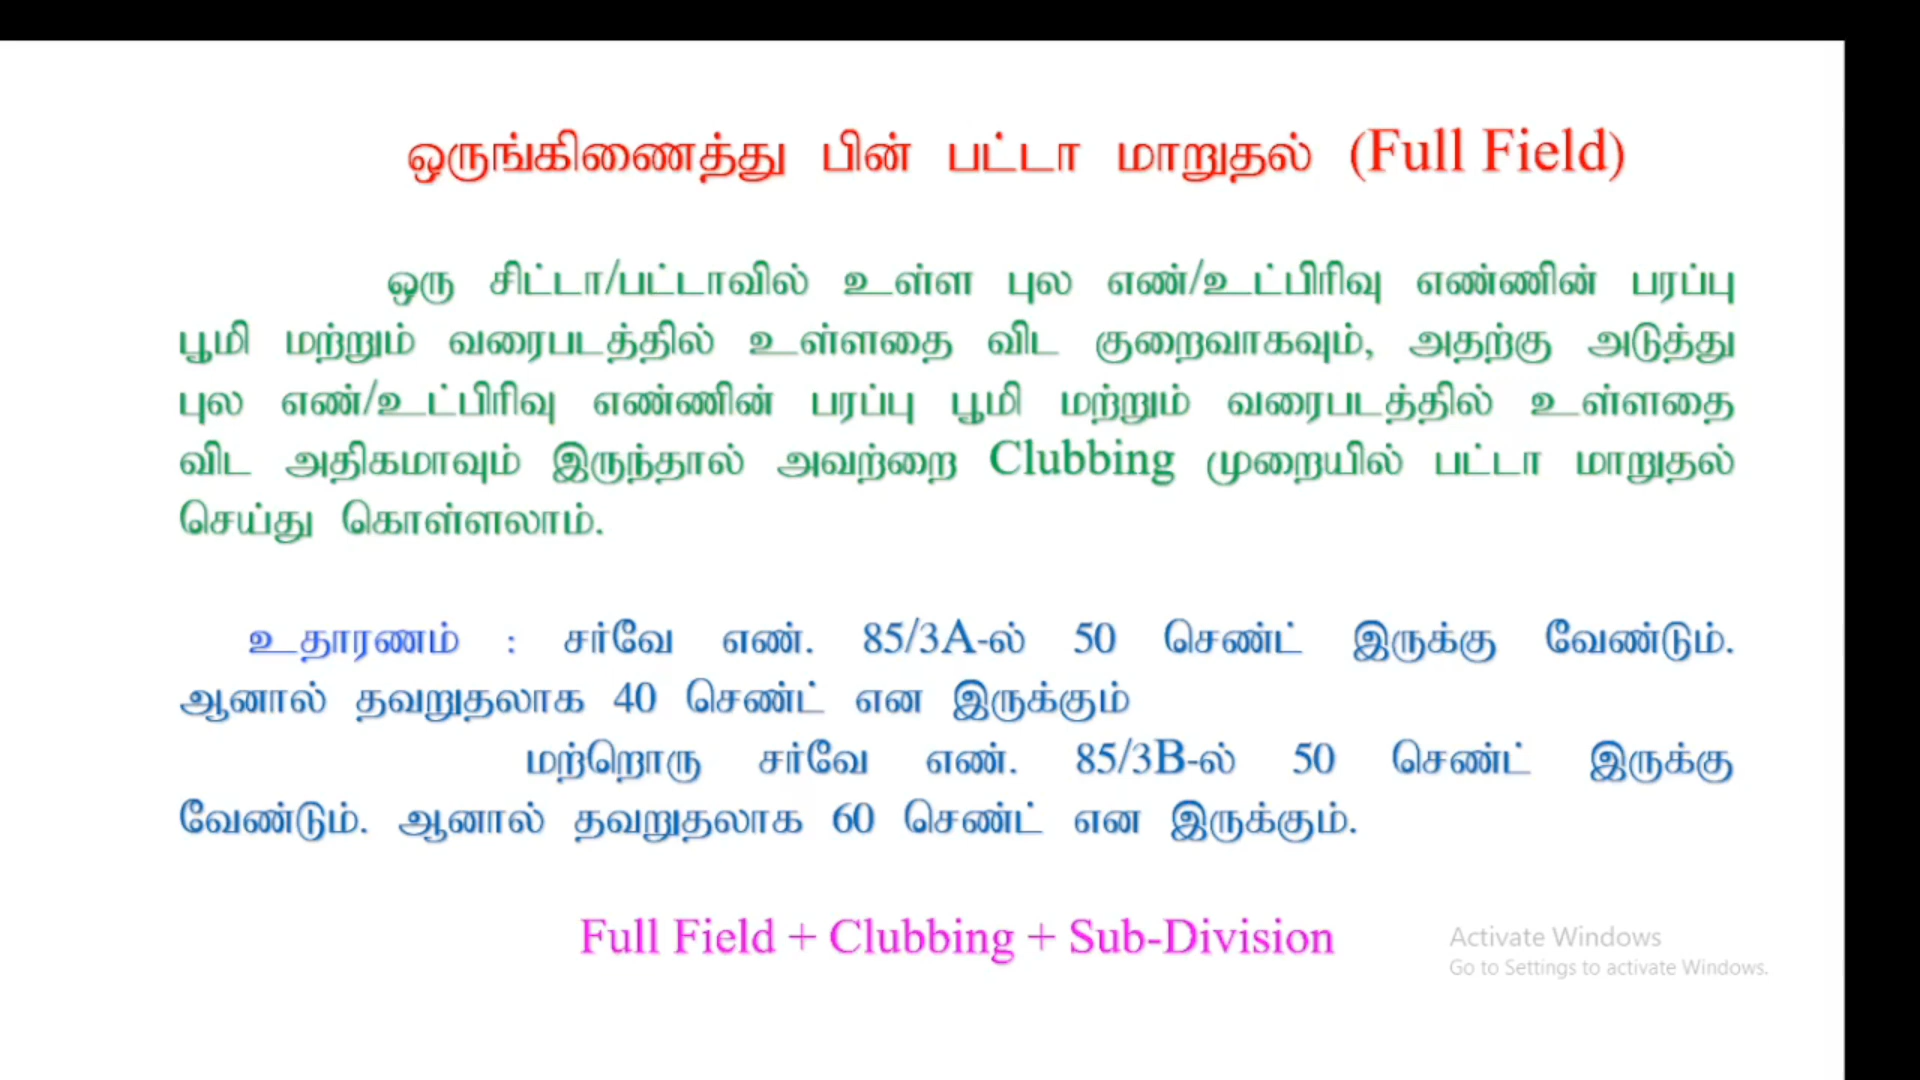 ஒருங்கிணைத்து பின் பட்டா மாறுதல் (Full Field)
ஒரு சிட்டா/பட்டாவில் உள்ள புல எண்/உட்பிரிவு எண்ணின் பரப்பு
பூமி மற்றும் வரைபடத்தில் உள்ளதை விட குறைவாகவும், அதற்கு அடுத்து
புல எண்/உட்பிரிவு எண்ணின் பரப்பு பூமி மற்றும் வரைபடத்தில் உள்ளதை
விட அதிகமாவும் இருந்தால் அவற்றை Clubbing முறையில் பட்டா மாறுதல்
செய்து கொள்ளலாம்.
உதாரணம் : சர்வே எண். 85/3A-ல் 50 செண்ட் இருக்கு வேண்டும்.
ஆனால் தவறுதலாக 40 செண்ட் என இருக்கும்
மற்றொரு சர்வே எண். 85/3B-ல் 50 செண்ட் இருக்கு
வேண்டும். ஆனால் தவறுதலாக 60 செண்ட் என இருக்கும்.
Full Field + Clubbing + Sub-Division
Activate Windows
Go to Settings to activate Windows.